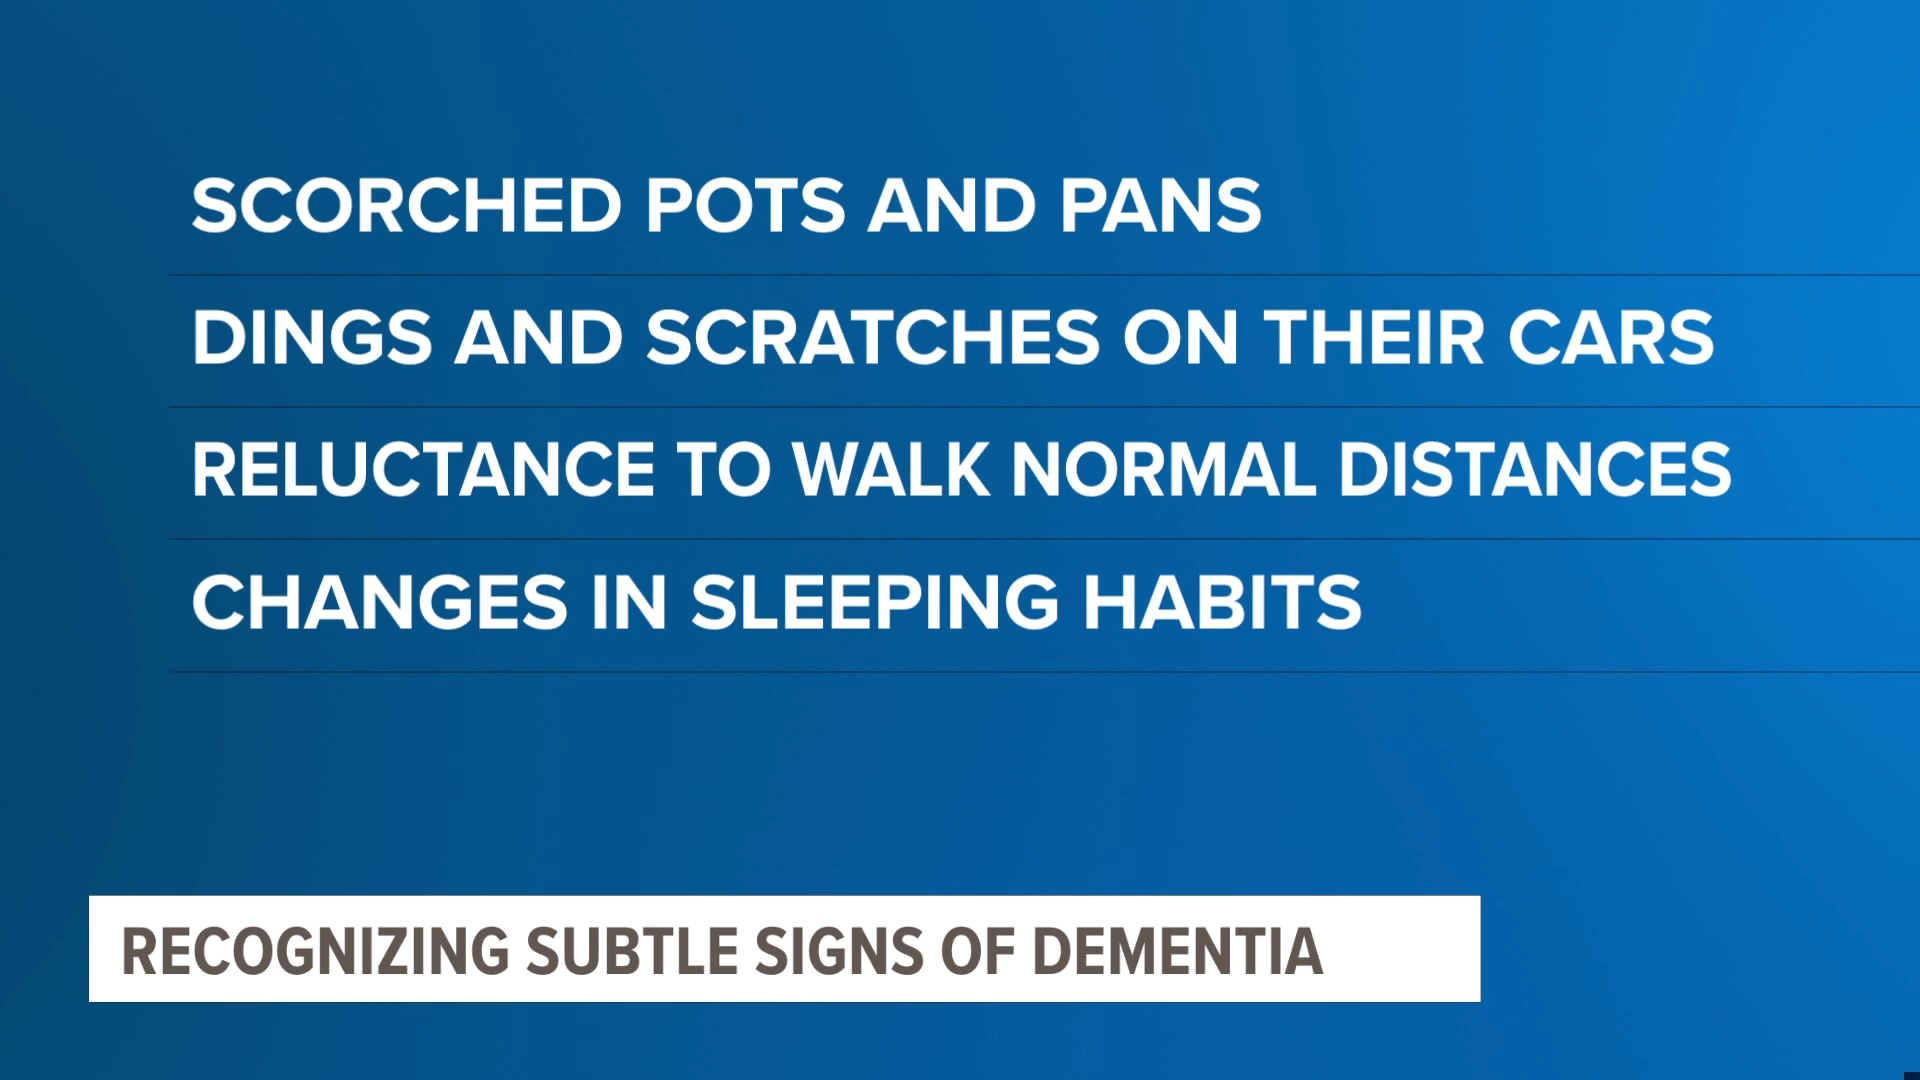 SCORCHED POTS AND PANS
DINGS AND SCRATCHES ON THEIR CARS
RELUCTANCE TO WALK NORMAL DISTANCES
CHANGES IN SLEEPING HABITS
RECOGNIZING SUBTLE SIGNS OF DEMENTIA